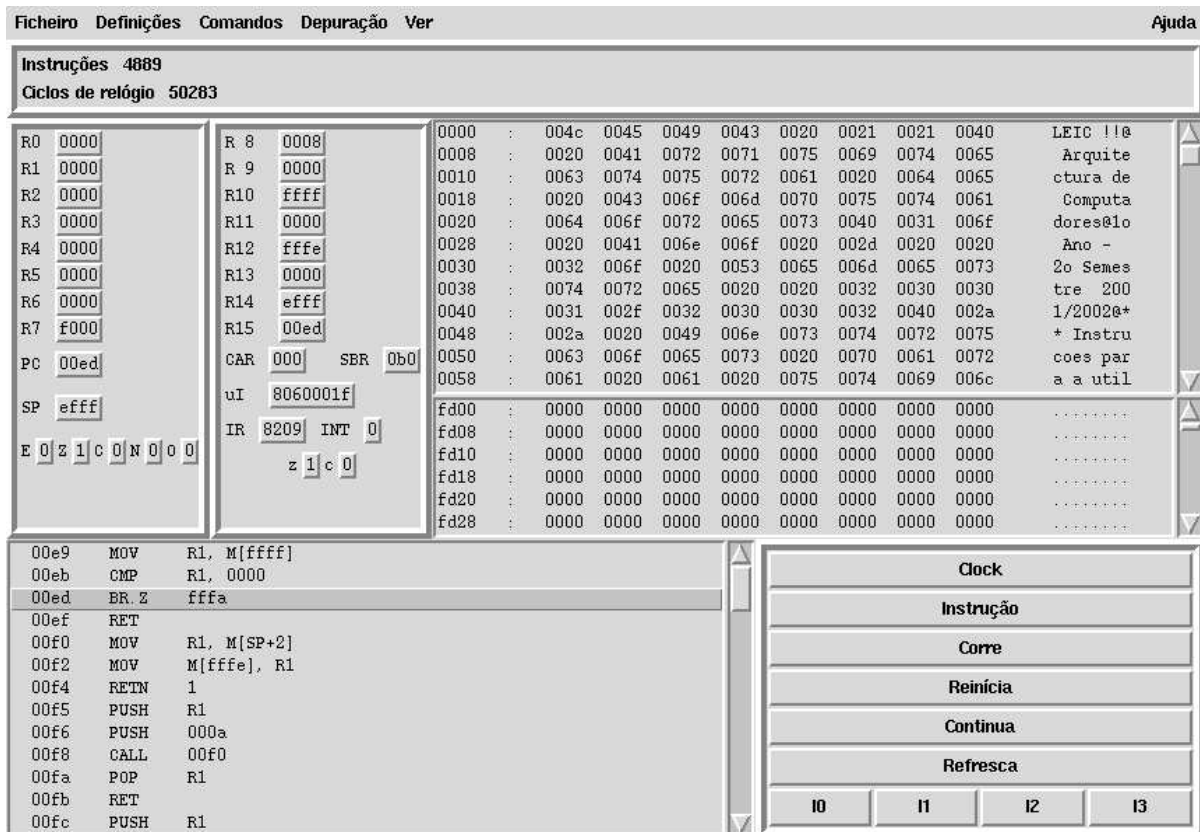 Ficheiro Definições Comandos Depuração Ver Ajuda
Instruções 4889
Ciclos de relógio 50283
R0 0000
R1 0000
R2 0000
R3 0000
R4 0000
R5 0000
R6 0000
R7 f000
PC 00ed
SP efff
E 0 Z 1 C 0 N 0 O 0
R 8 0008
R 9 0000
R10 ffff
R11 0000
R12 fffe
R13 0000
R14 efff
R15 00ed
CAR 000 SBR 0b0
uI 8060001f
IR 8209 INT 0
z 1 c 0
0000 : 004c 0045 0049 0043 0020 0021 0021 0040 LEIC !!@
0008 : 0020 0041 0072 0071 0075 0069 0074 0065 Arquite
0010 : 0063 0074 0075 0072 0061 0020 0064 0065 ctura de
0018 : 0020 0043 006f 006d 0070 0075 0074 0061 Computa
0020 : 0064 006f 0072 0065 0073 0040 0031 006f dores@1o
0028 : 0020 0041 006e 006f 0020 002d 0020 0020 Ano -
0030 : 0032 006f 0020 0053 0065 006d 0065 0073 2o Semes
0038 : 0074 0072 0065 0020 0020 0032 0030 0030 tre 200
0040 : 0031 002f 0032 0030 0030 0032 0040 002a 1/2002@*
0048 : 002a 0020 0049 006e 0073 0074 0072 0075 * Instru
0050 : 0063 006f 0065 0073 0020 0070 0061 0072 coes par
0058 : 0061 0020 0061 0020 0075 0074 0069 006c a a util
fd00 : 0000 0000 0000 0000 0000 0000 0000 0000 ........
fd08 : 0000 0000 0000 0000 0000 0000 0000 0000 ........
fd10 : 0000 0000 0000 0000 0000 0000 0000 0000 ........
fd18 : 0000 0000 0000 0000 0000 0000 0000 0000 ........
fd20 : 0000 0000 0000 0000 0000 0000 0000 0000 ........
fd28 : 0000 0000 0000 0000 0000 0000 0000 0000 ........
00e9 MOV R1, M[ffff]
00eb CMP R1, 0000
00ed BR.Z fffa
00ef RET
00f0 MOV R1, M[SP+2]
00f2 MOV M[fffe], R1
00f4 RETN 1
00f5 PUSH R1
00f6 PUSH 000a
00f8 CALL 00f0
00fa POP R1
00fb RET
00fc PUSH R1
Clock
Instrução
Corre
Reinícia
Continua
Refresca
I0 I1 I2 I3